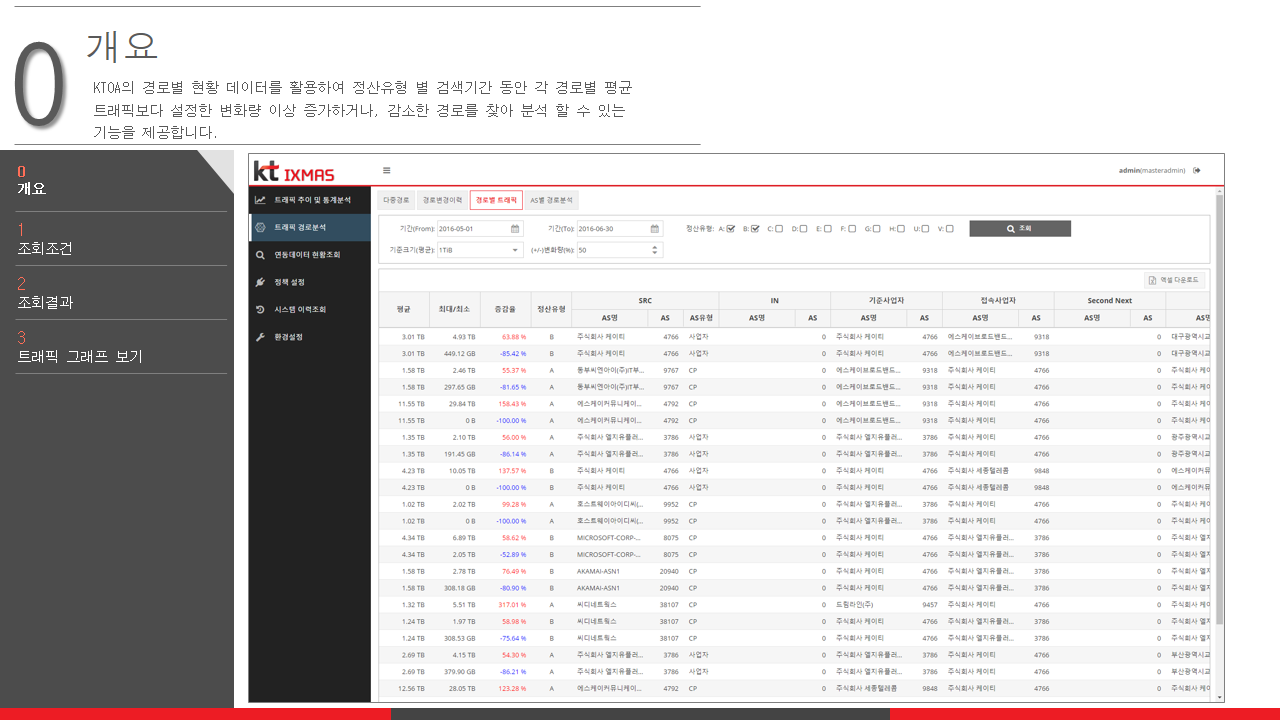 0
개요
KTOA의 경로별 현황 데이터를 활용하여 정산유형 별 검색기간 동안 각 경로별 평균
트래픽보다 설정한 변화량 이상 증가하거나, 감소한 경로를 찾아 분석 할 수 있는
기능을 제공합니다.
0
개요
1
조회조건
2
조회결과
3
트래픽 그래프 보기
kt IXMAS
admin(masteradmin)
트래픽 추이 및 통계분석
트래픽 경로분석
연동데이터 현황조회
정책 설정
시스템 이력조회
환경설정
다중경로 경로변경이력 경로별 트래픽 AS별 경로분석
기간(From): 2016-05-01 기간(To): 2016-06-30 정산유형: A: B: C: D: E: F: G: H: U: V: 조회
기준크기(평균): 1TiB (+/-)변화량(%): 50
엑셀 다운로드
평균 최대/최소 증감율 정산유형 SRC IN 기준사업자 접속사업자 Second Next
AS명 AS AS유형 AS명 AS AS명 AS AS명 AS AS명 AS AS명
3.01 TB 4.93 TB 63.88 % B 주식회사 케이티 4766 사업자 0 주식회사 케이티 4766 에스케이브로드밴드... 9318 0 대구광역시교
3.01 TB 449.12 GB -85.42 % B 주식회사 케이티 4766 사업자 0 주식회사 케이티 4766 에스케이브로드밴드... 9318 0 대구광역시교
1.58 TB 2.46 TB 55.37 % A 동부씨엔아이(주)IT부... 9767 CP 0 에스케이브로드밴드... 9318 주식회사 케이티 4766 0 주식회사 케이
1.58 TB 297.65 GB -81.65 % A 동부씨엔아이(주)IT부... 9767 CP 0 에스케이브로드밴드... 9318 주식회사 케이티 4766 0 주식회사 케이
11.55 TB 29.84 TB 158.43 % A 에스케이커뮤니케이... 4792 CP 0 에스케이브로드밴드... 9318 주식회사 케이티 4766 0 주식회사 케이
11.55 TB 0 B -100.00 % A 에스케이커뮤니케이... 4792 CP 0 에스케이브로드밴드... 9318 주식회사 케이티 4766 0 주식회사 케이
1.35 TB 2.10 TB 56.00 % A 주식회사 엘지유플러... 3786 사업자 0 주식회사 엘지유플러... 3786 주식회사 케이티 4766 0 광주광역시교
1.35 TB 191.45 GB -86.14 % A 주식회사 엘지유플러... 3786 사업자 0 주식회사 엘지유플러... 3786 주식회사 케이티 4766 0 광주광역시교
4.23 TB 10.05 TB 137.57 % B 주식회사 케이티 4766 사업자 0 주식회사 케이티 4766 주식회사 세종텔레콤 9848 0 에스케이커뮤
4.23 TB 0 B -100.00 % B 주식회사 케이티 4766 사업자 0 주식회사 케이티 4766 주식회사 세종텔레콤 9848 0 에스케이커뮤
1.02 TB 2.02 TB 99.28 % A 호스트웨이아이디씨(... 9952 CP 0 주식회사 엘지유플러... 3786 주식회사 케이티 4766 0 주식회사 케이
1.02 TB 0 B -100.00 % A 호스트웨이아이디씨(... 9952 CP 0 주식회사 엘지유플러... 3786 주식회사 케이티 4766 0 주식회사 케이
4.34 TB 6.89 TB 58.62 % B MICROSOFT-CORP-... 8075 CP 0 주식회사 케이티 4766 주식회사 엘지유플러... 3786 0 주식회사 엘지
4.34 TB 2.05 TB -52.89 % B MICROSOFT-CORP-... 8075 CP 0 주식회사 케이티 4766 주식회사 엘지유플러... 3786 0 주식회사 엘지
1.58 TB 2.78 TB 76.49 % B AKAMAI-ASN1 20940 CP 0 주식회사 케이티 4766 주식회사 엘지유플러... 3786 0 주식회사 엘지
1.58 TB 308.18 GB -80.90 % B AKAMAI-ASN1 20940 CP 0 주식회사 케이티 4766 주식회사 엘지유플러... 3786 0 주식회사 엘지
1.32 TB 5.51 TB 317.01 % A 씨디네트웍스 38107 CP 0 드림라인(주) 9457 주식회사 케이티 4766 0 주식회사 케이
1.24 TB 1.97 TB 58.98 % B 씨디네트웍스 38107 CP 0 주식회사 케이티 4766 주식회사 엘지유플러... 3786 0 주식회사 엘지
1.24 TB 308.53 GB -75.64 % B 씨디네트웍스 38107 CP 0 주식회사 케이티 4766 주식회사 엘지유플러... 3786 0 주식회사 엘지
2.69 TB 4.15 TB 54.30 % A 주식회사 엘지유플러... 3786 사업자 0 주식회사 엘지유플러... 3786 주식회사 케이티 4766 0 부산광역시교
2.69 TB 379.90 GB -86.21 % A 주식회사 엘지유플러... 3786 사업자 0 주식회사 엘지유플러... 3786 주식회사 케이티 4766 0 부산광역시교
12.56 TB 28.05 TB 123.28 % A 에스케이커뮤니케이... 4792 CP 0 주식회사 세종텔레콤 9848 주식회사 케이티 4766 0 주식회사 케이